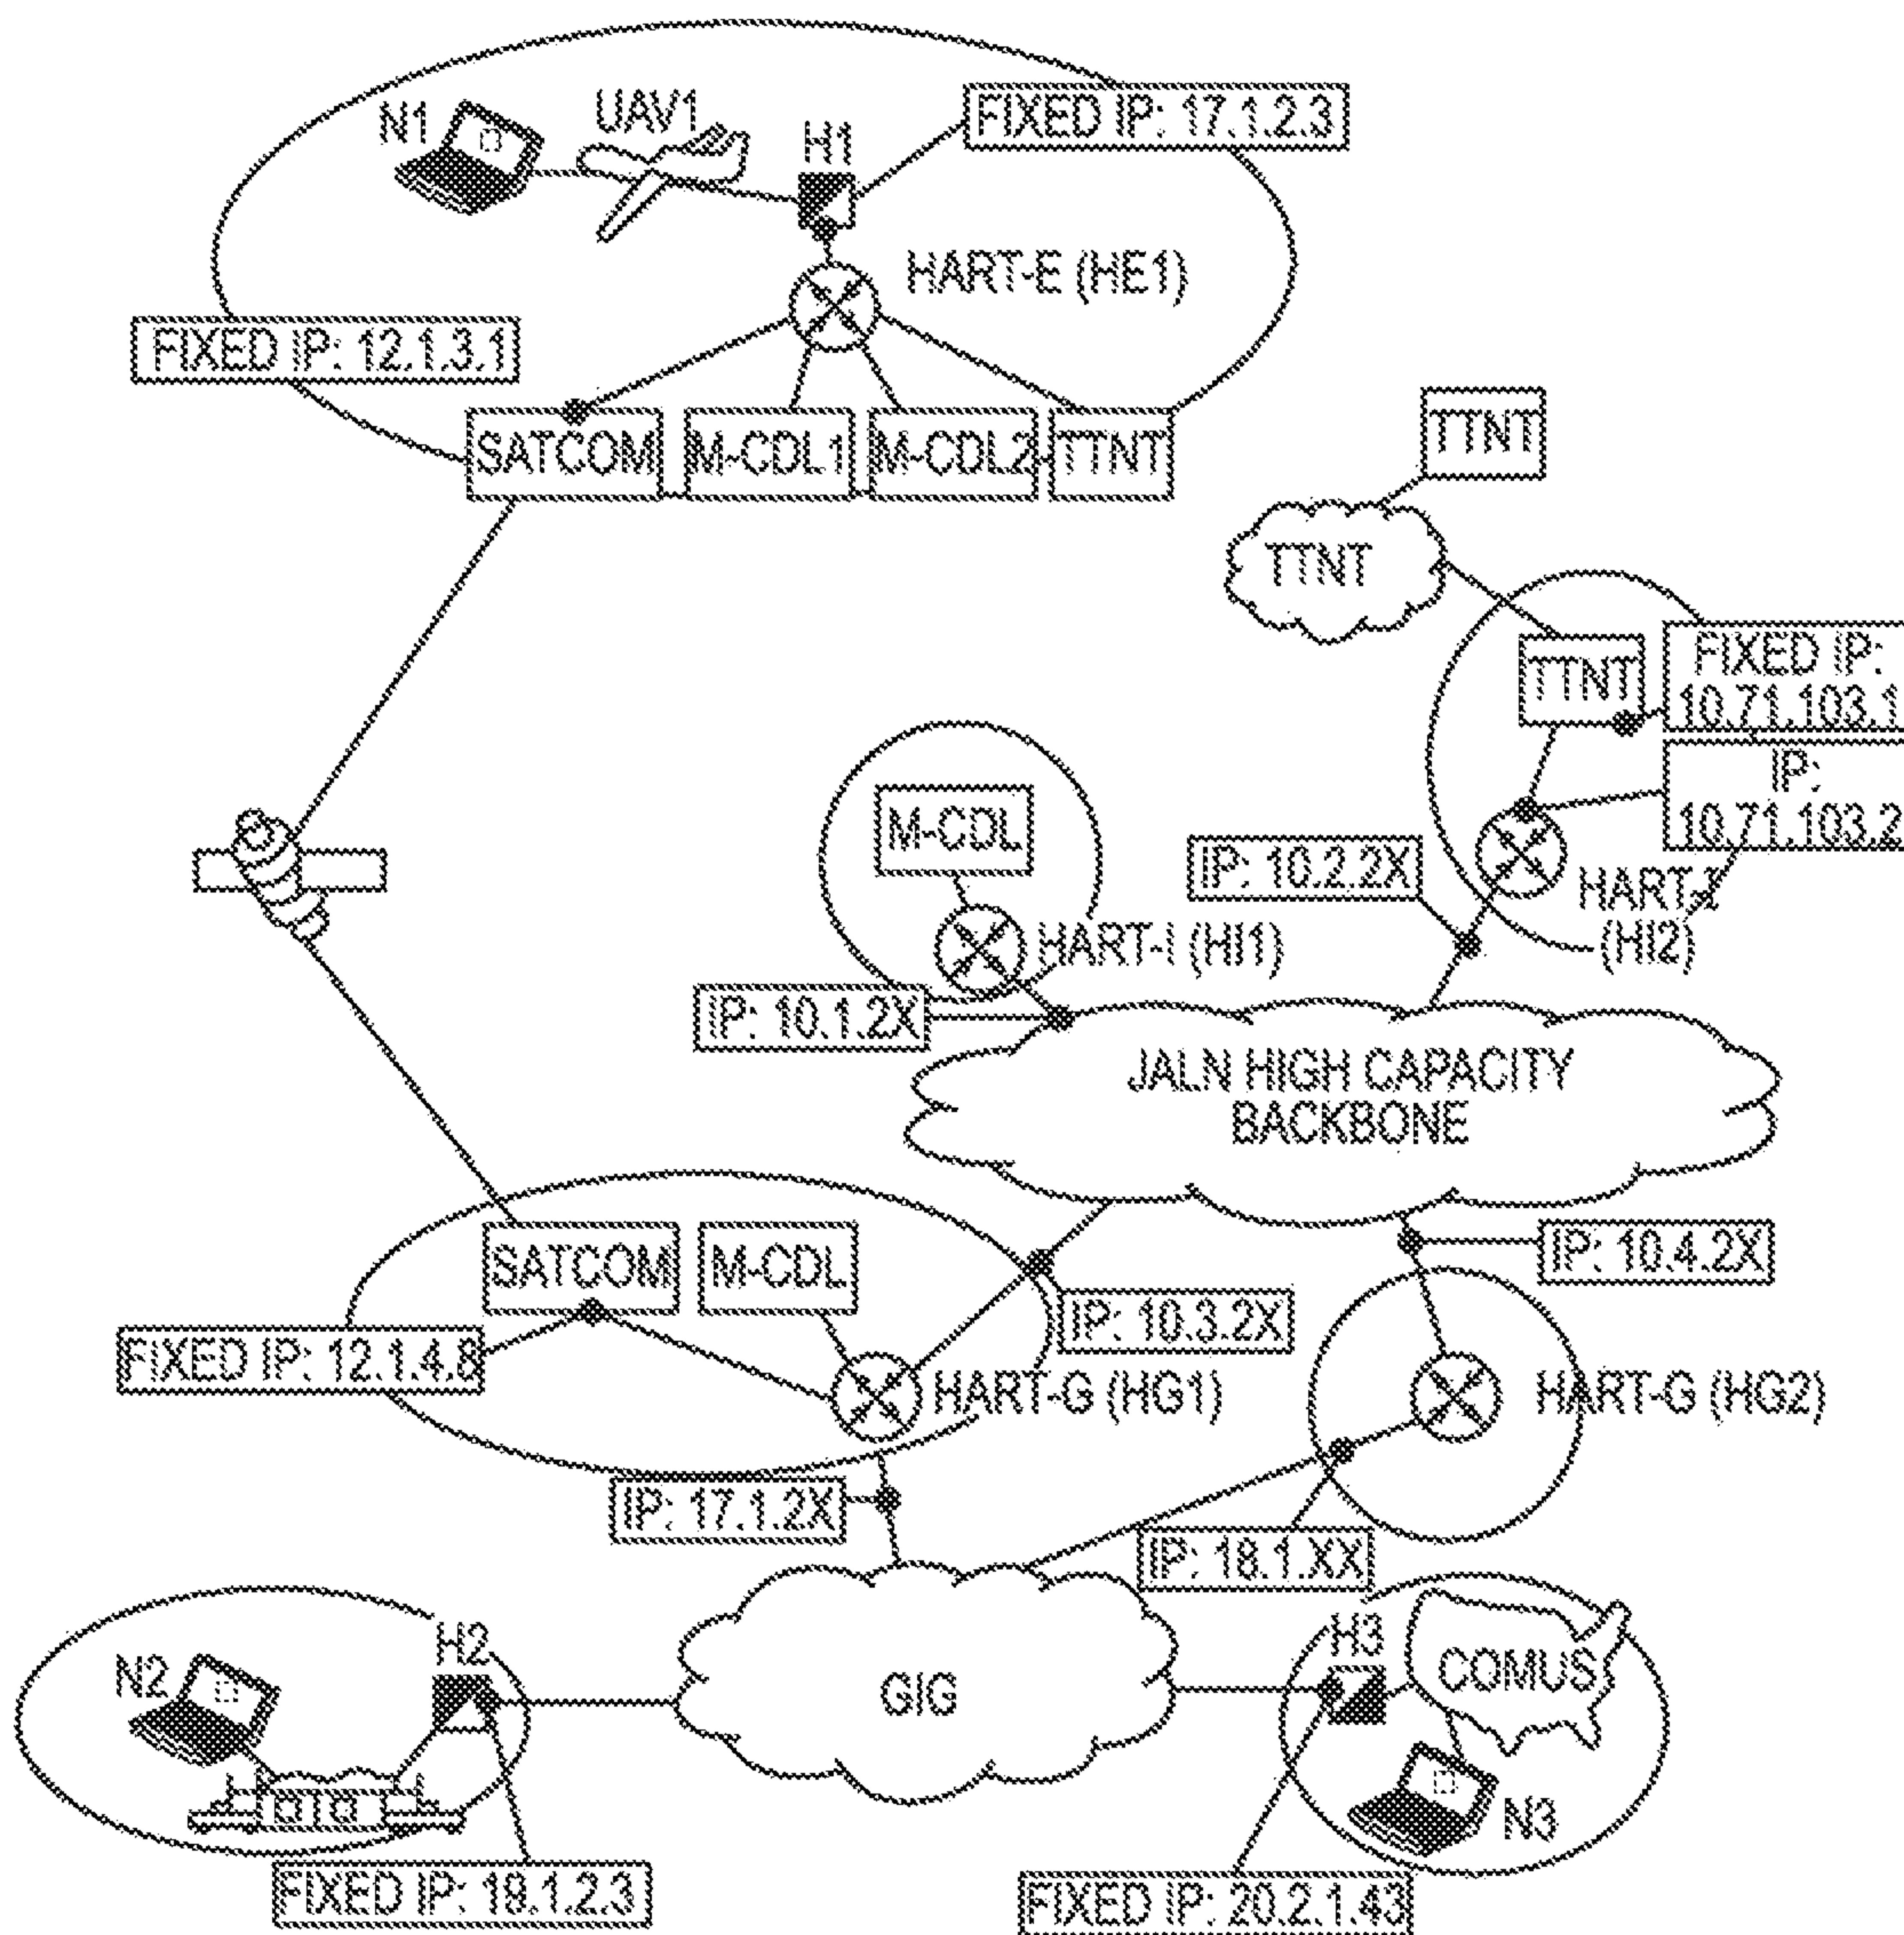 N1
UAV1
H1
FIXED IP: 17.1.2.3
HART-E (HE1)
FIXED IP: 12.1.3.1
SATCOM
M-CDL1
M-CDL2
TTNT
TTNT
TTNT
TTNT
FIXED IP:
10.71.103.1
IP:
10.71.103.2
M-CDL
IP: 10.2.2X
HART-I
(HI2)
HART-I (HI1)
IP: 10.1.2X
JALN HIGH CAPACITY
BACKBONE
SATCOM
M-CDL
IP: 10.4.2X
IP: 10.3.2X
FIXED IP: 12.1.4.8
HART-G (HG1)
HART-G (HG2)
IP: 17.1.2X
IP: 18.1.XX
N2
H2
GIG
H3
COMUS
N3
FIXED IP: 19.1.2.3
FIXED IP: 20.2.1.43